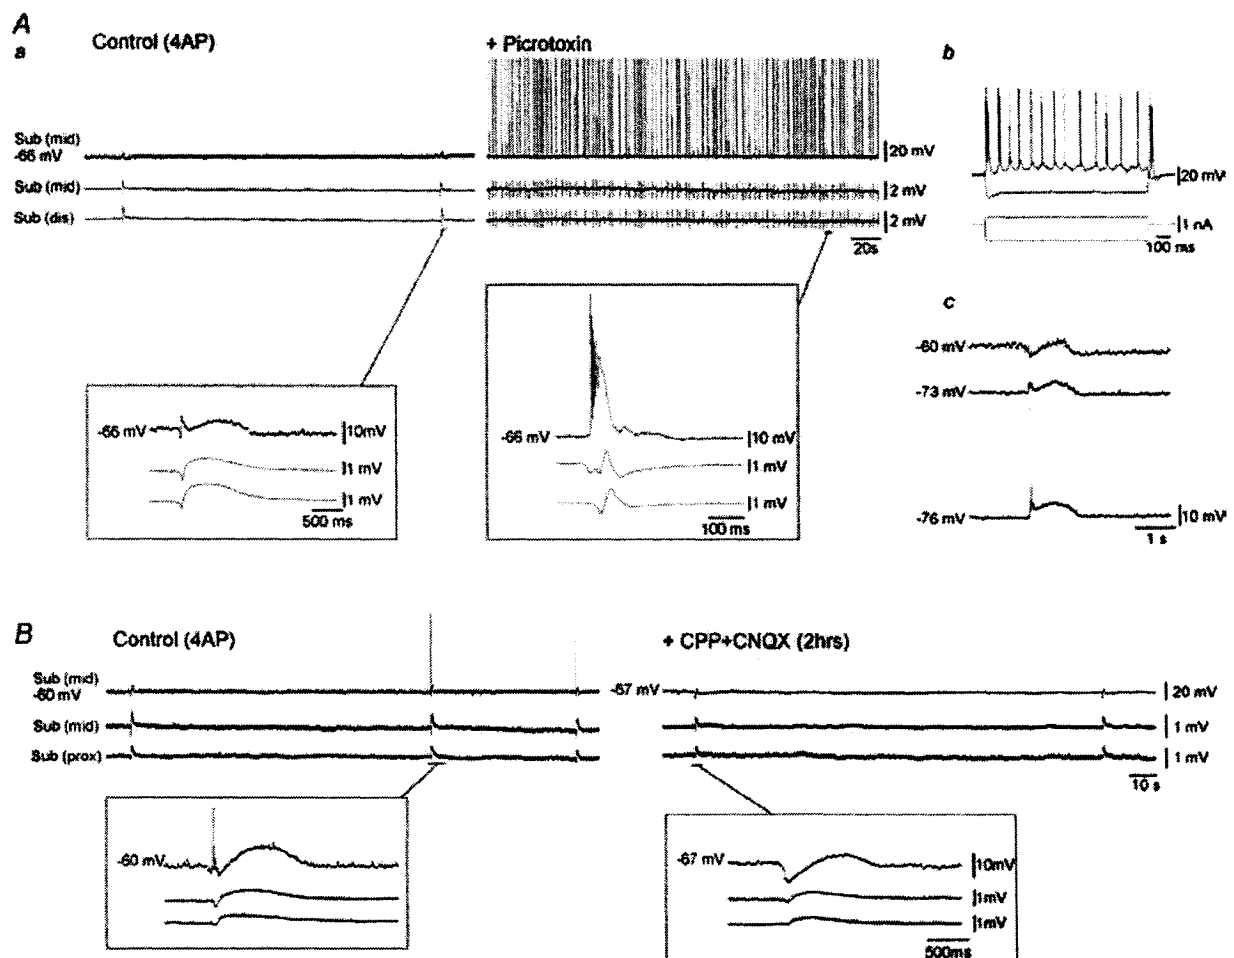 A
a
Control (4AP)
+ Picrotoxin
b
Sub (mid)
-66 mV
20 mV
Sub (mid)
2 mV
Sub (dis)
2 mV
20s
20 mV
1 nA
100 ms
-66 mV
10mV
1 mV
1 mV
500 ms
-66 mV
10 mV
1 mV
1 mV
100 ms
c
-60 mV
-73 mV
-76 mV
10 mV
1 s
B
Control (4AP)
+ CPP+CNQX (2hrs)
Sub (mid)
-60 mV
-67 mV
20 mV
Sub (mid)
1 mV
Sub (prox)
1 mV
10 s
-60 mV
-67 mV
10mV
1mV
1mV
500ms